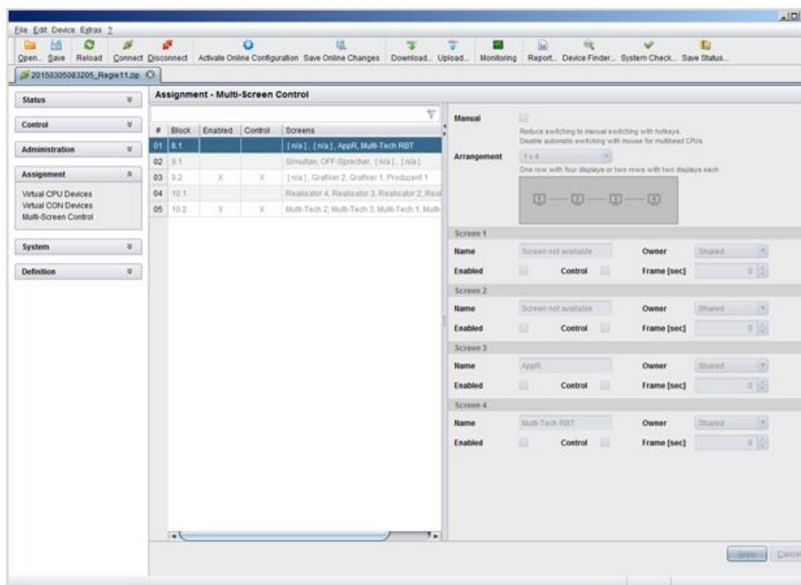 File Edit Device Extras ?
Open... Save Reload Connect Disconnect Activate Online Configuration Save Online Changes Download... Upload... Monitoring Report... Device Finder... System Check... Save Status...
20150305083205_Regie11.zip
Status
Control
Administration
Assignment
Virtual CPU Devices
Virtual CON Devices
Multi-Screen Control
System
Definition
Assignment - Multi-Screen Control
# Block Enabled Control Screens
01 8.1 [n/a], [n/a], AppR, Multi-Tech RBT
02 9.1 Simultan, OFF-Sprecher, [n/a], [n/a]
03 9.2 X X [n/a], Grafiker 2, Grafiker 1, Produzent 1
04 10.1 Realisator 4, Realisator 3, Realisator 2, Real
05 10.2 X X Multi-Tech 2, Multi-Tech 3, Multi-Tech 1, Multi-
Manual
Reduce switching to manual switching with hotkeys.
Disable automatic switching with mouse for multihead CPUs.
Arrangement 1 x 4
One row with four displays or two rows with two displays each
1 2 3 4
Screen 1
Name Screen not available Owner Shared
Enabled Control Frame [sec] 0
Screen 2
Name Screen not available Owner Shared
Enabled Control Frame [sec] 0
Screen 3
Name AppR Owner Shared
Enabled Control Frame [sec] 0
Screen 4
Name Multi-Tech RBT Owner Shared
Enabled Control Frame [sec] 0
Apply Cancel